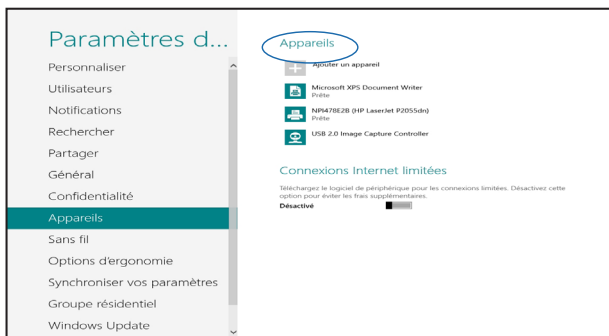 Paramètres d...
Personnaliser
Utilisateurs
Notifications
Rechercher
Partager
Général
Confidentialité
Appareils
Sans fil
Options d'ergonomie
Synchroniser vos paramètres
Groupe résidentiel
Windows Update
Appareils
Ajouter un appareil
Microsoft XPS Document Writer
Prête
NPI478E2B (HP LaserJet P2055dn)
Prête
USB 2.0 Image Capture Controller
Connexions Internet limitées
Téléchargez le logiciel de périphérique pour les connexions limitées. Désactivez cette
option pour éviter les frais supplémentaires.
Désactivé